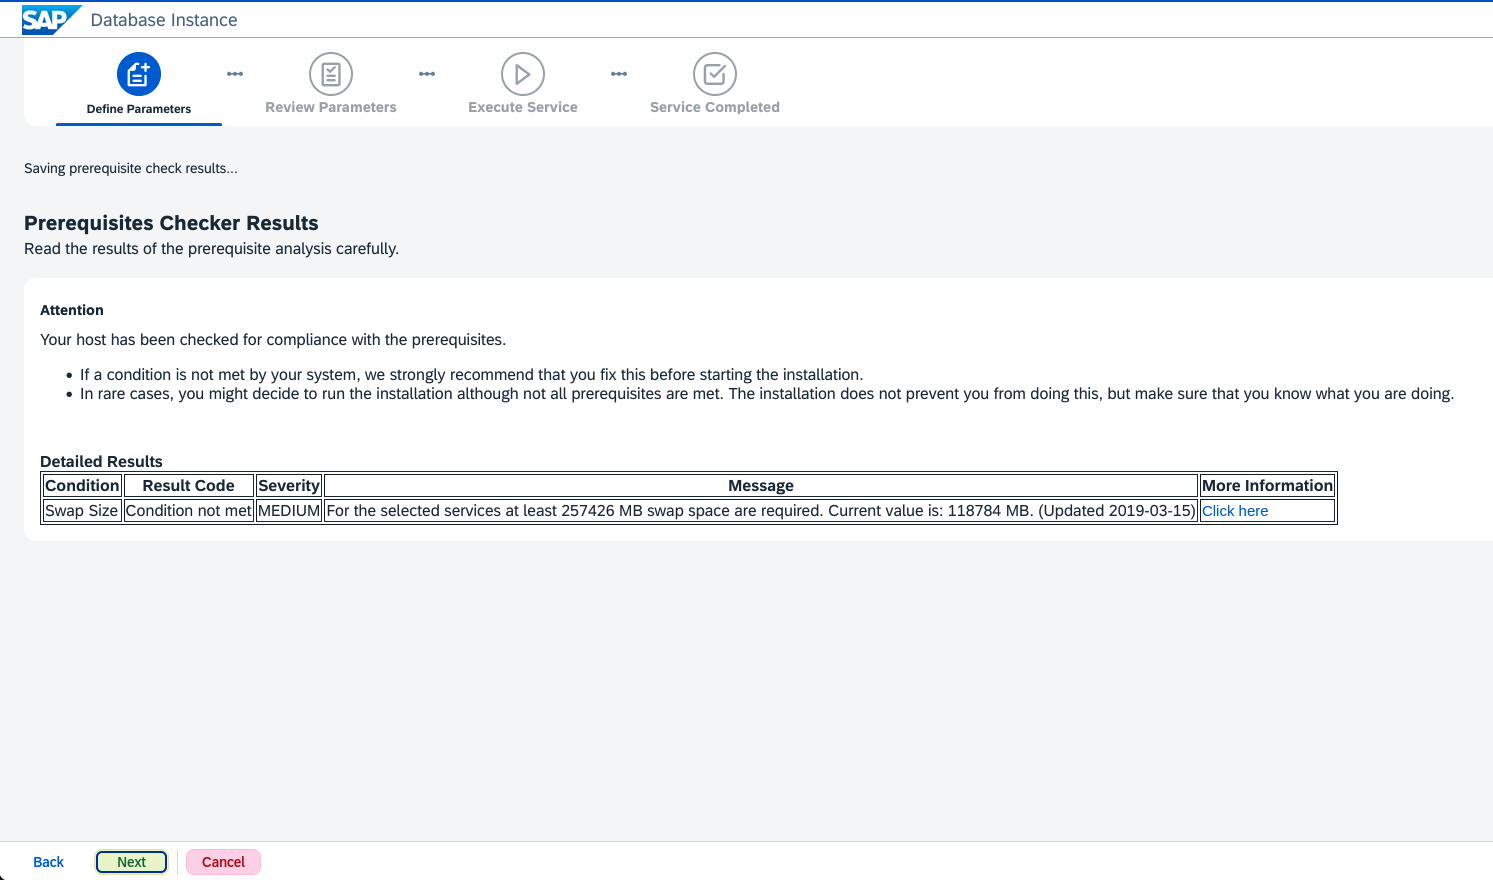 SAP Database Instance
Define Parameters
Review Parameters
Execute Service
Service Completed
Saving prerequisite check results...
Prerequisites Checker Results
Read the results of the prerequisite analysis carefully.
Attention
Your host has been checked for compliance with the prerequisites.
• If a condition is not met by your system, we strongly recommend that you fix this before starting the installation.
• In rare cases, you might decide to run the installation although not all prerequisites are met. The installation does not prevent you from doing this, but make sure that you know what you are doing.
Detailed Results
Condition Result Code Severity Message More Information
Swap Size Condition not met MEDIUM For the selected services at least 257426 MB swap space are required. Current value is: 118784 MB. (Updated 2019-03-15) Click here
Back Next Cancel